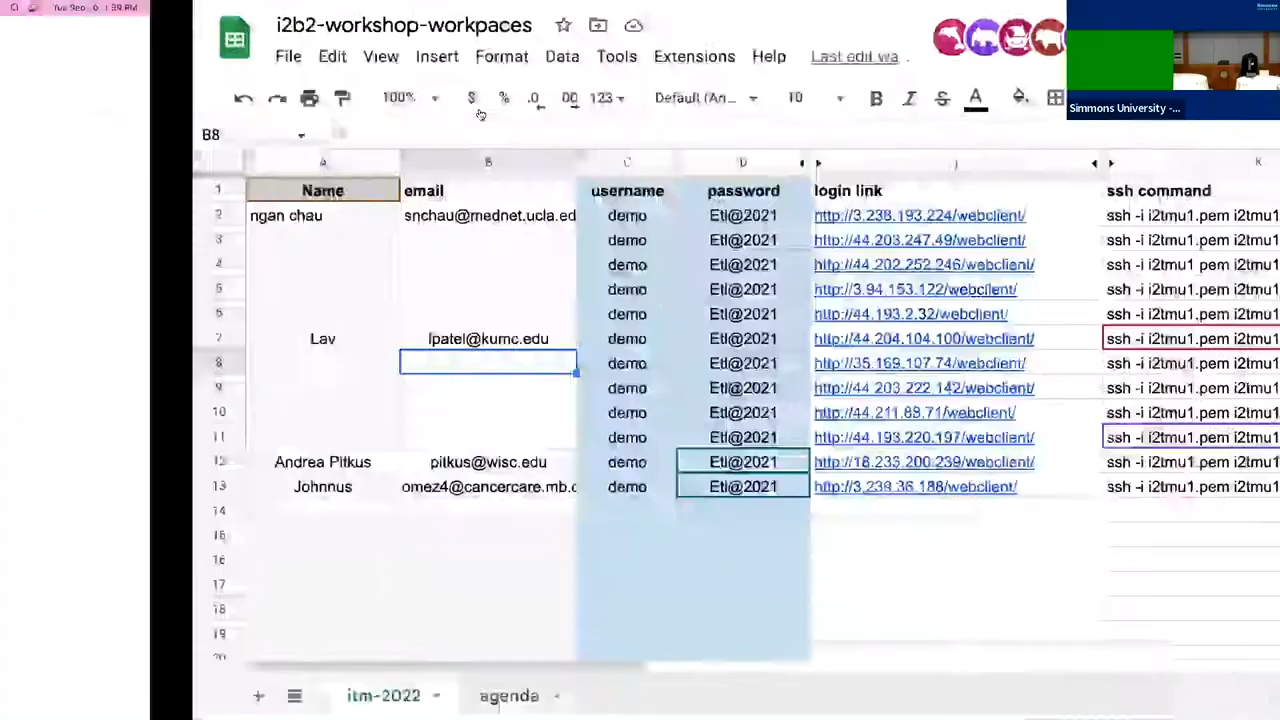 i2b2-workshop-workpaces
File Edit View Insert Format Data Tools Extensions Help Last edit wa
100% $ % .0 .00 123 Default (Ari... 10 B I S A
Simmons University -...
B8
A B C D J K
1 Name email username password login link ssh command
2 ngan chau snchau@mednet.ucla.ed demo Etl@2021 http://3.238.193.224/webclient/ ssh -i i2tmu1.pem i2tmu1
3 demo Etl@2021 http://44.203.247.49/webclient/ ssh -i i2tmu1.pem i2tmu1
4 demo Etl@2021 http://44.202.252.246/webclient/ ssh -i i2tmu1.pem i2tmu1
5 demo Etl@2021 http://3.94.153.122/webclient/ ssh -i i2tmu1.pem i2tmu1
6 demo Etl@2021 http://44.193.2.32/webclient/ ssh -i i2tmu1.pem i2tmu1
7 Lav lpatel@kumc.edu demo Etl@2021 http://44.204.104.100/webclient/ ssh -i i2tmu1.pem i2tmu1
8 demo Etl@2021 http://35.169.107.74/webclient/ ssh -i i2tmu1.pem i2tmu1
9 demo Etl@2021 http://44.203.222.142/webclient/ ssh -i i2tmu1.pem i2tmu1
10 demo Etl@2021 http://44.211.89.71/webclient/ ssh -i i2tmu1.pem i2tmu1
11 demo Etl@2021 http://44.193.220.197/webclient/ ssh -i i2tmu1.pem i2tmu1
12 Andrea Pitkus pitkus@wisc.edu demo Etl@2021 http://18.235.200.239/webclient/ ssh -i i2tmu1.pem i2tmu1
13 Johnnus omez4@cancercare.mb.c demo Etl@2021 http://3.239.36.188/webclient/ ssh -i i2tmu1.pem i2tmu1
14
15
16
17
18
19
20
itm-2022 agenda